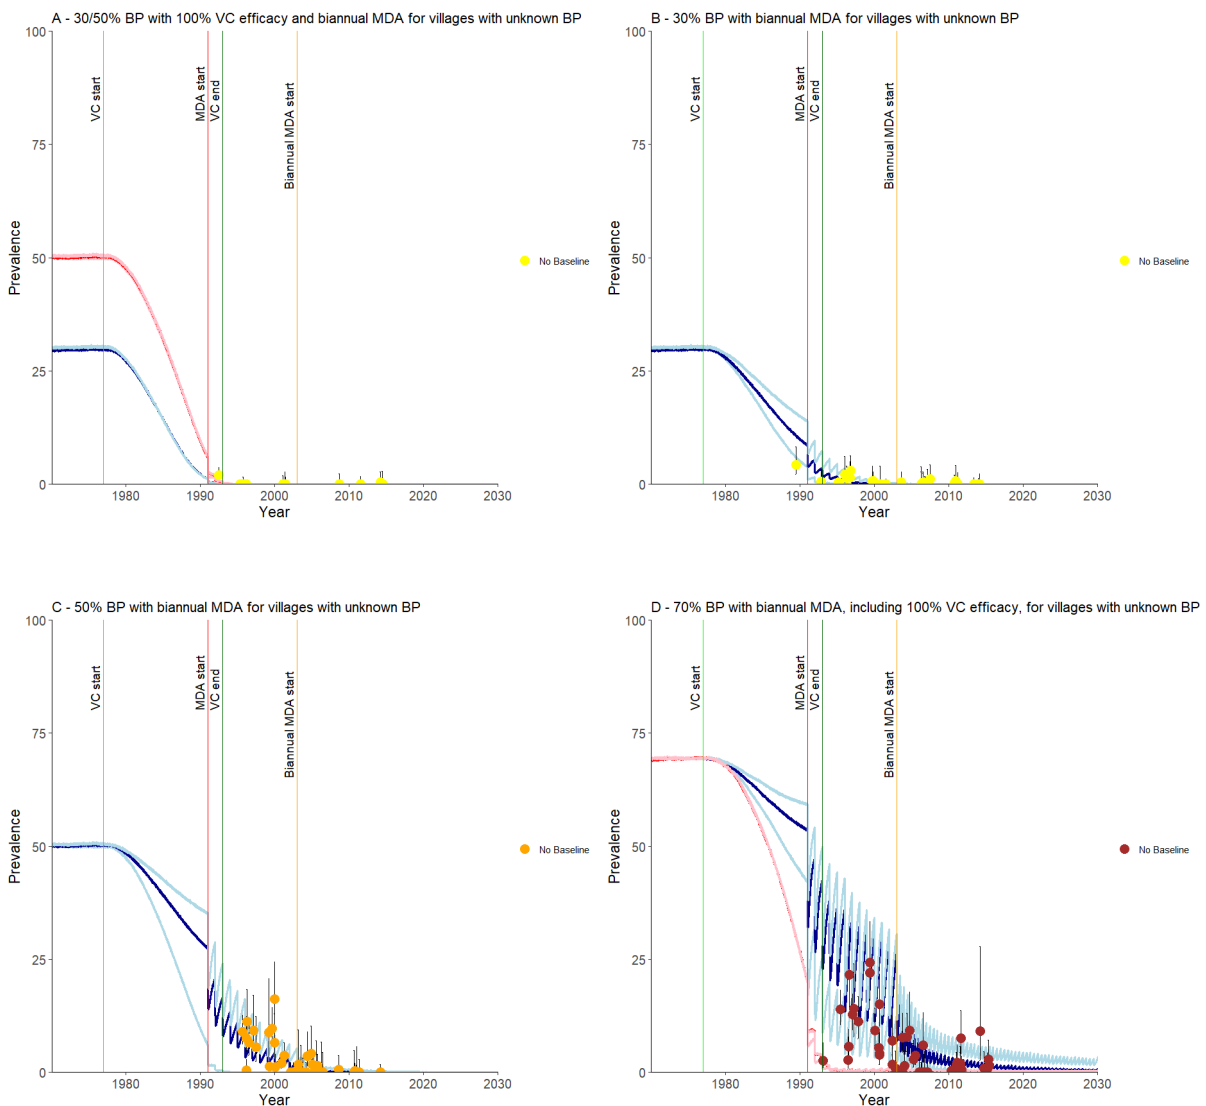 A - 30/50% BP with 100% VC efficacy and biannual MDA for villages with unknown BP
100
75
50
25
0
Prevalence
VC start
MDA start
VC end
Biannual MDA start
No Baseline
1980
1990
2000
2010
2020
2030
Year
B - 30% BP with biannual MDA for villages with unknown BP
100
75
50
25
0
Prevalence
VC start
MDA start
VC end
Biannual MDA start
No Baseline
1980
1990
2000
2010
2020
2030
Year
C - 50% BP with biannual MDA for villages with unknown BP
100
75
50
25
0
Prevalence
VC start
MDA start
VC end
Biannual MDA start
No Baseline
1980
1990
2000
2010
2020
2030
Year
D - 70% BP with biannual MDA, including 100% VC efficacy, for villages with unknown BP
100
75
50
25
0
Prevalence
VC start
MDA start
VC end
Biannual MDA start
No Baseline
1980
1990
2000
2010
2020
2030
Year